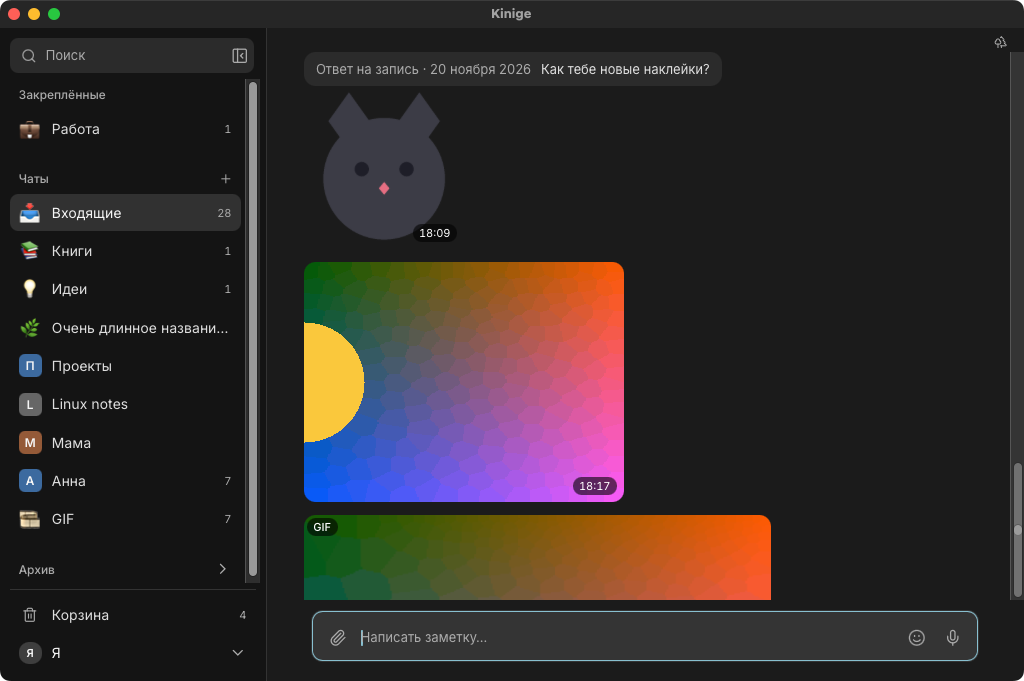 Kinige
Поиск
Закреплённые
Работа 1
Чаты +
Входящие 28
Книги 1
Идеи 1
Очень длинное названи...
П Проекты
L Linux notes
М Мама
А Анна 7
GIF 7
Архив
Корзина 4
Я Я
Ответ на запись · 20 ноября 2026 Как тебе новые наклейки?
18:09
18:17
GIF
Написать заметку...